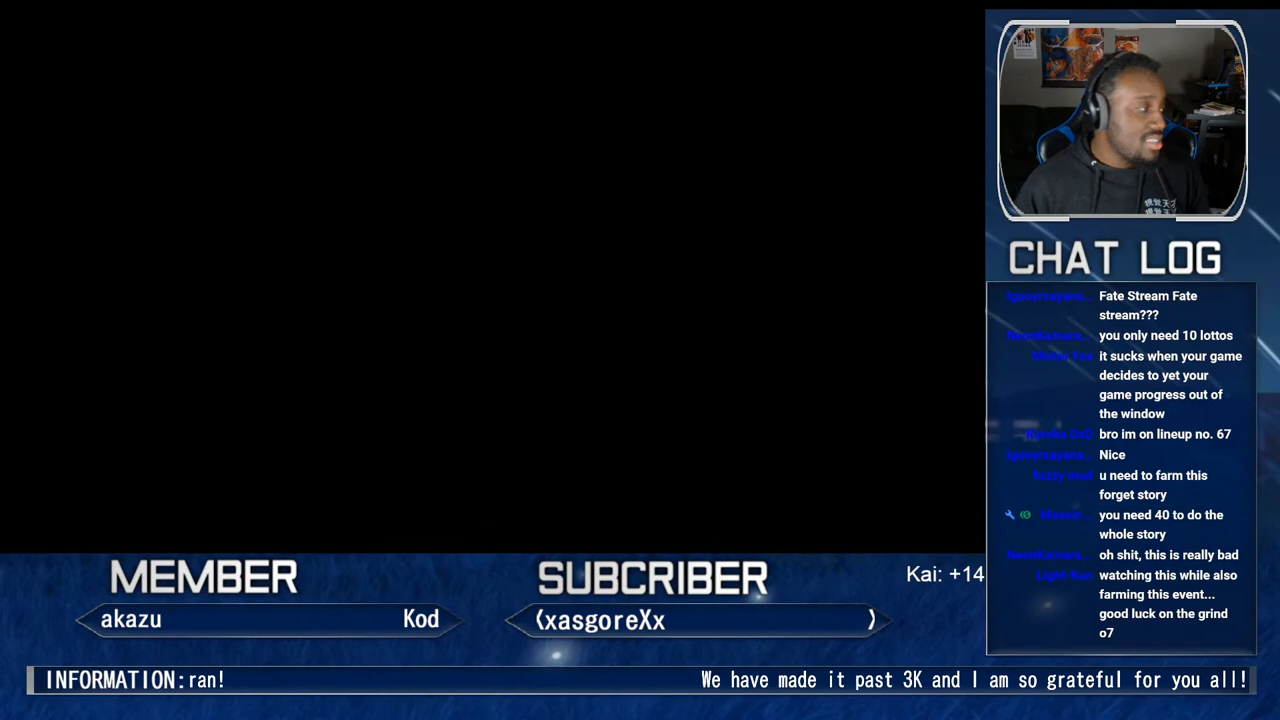 CHAT LOG
Fate Stream Fate
stream???
you only need 10 lottos
it sucks when your game
decides to yet your
game progress out of
the window
bro im on lineup no. 67
Nice
u need to farm this
forget story
you need 40 to do the
whole story
oh shit, this is really bad
watching this while also
farming this event...
good luck on the grind
o7
Kai: +14
MEMBER
akazu Kod
SUBCRIBER
(xasgoreXx )
INFORMATION: ran! We have made it past 3K and I am so grateful for you all!